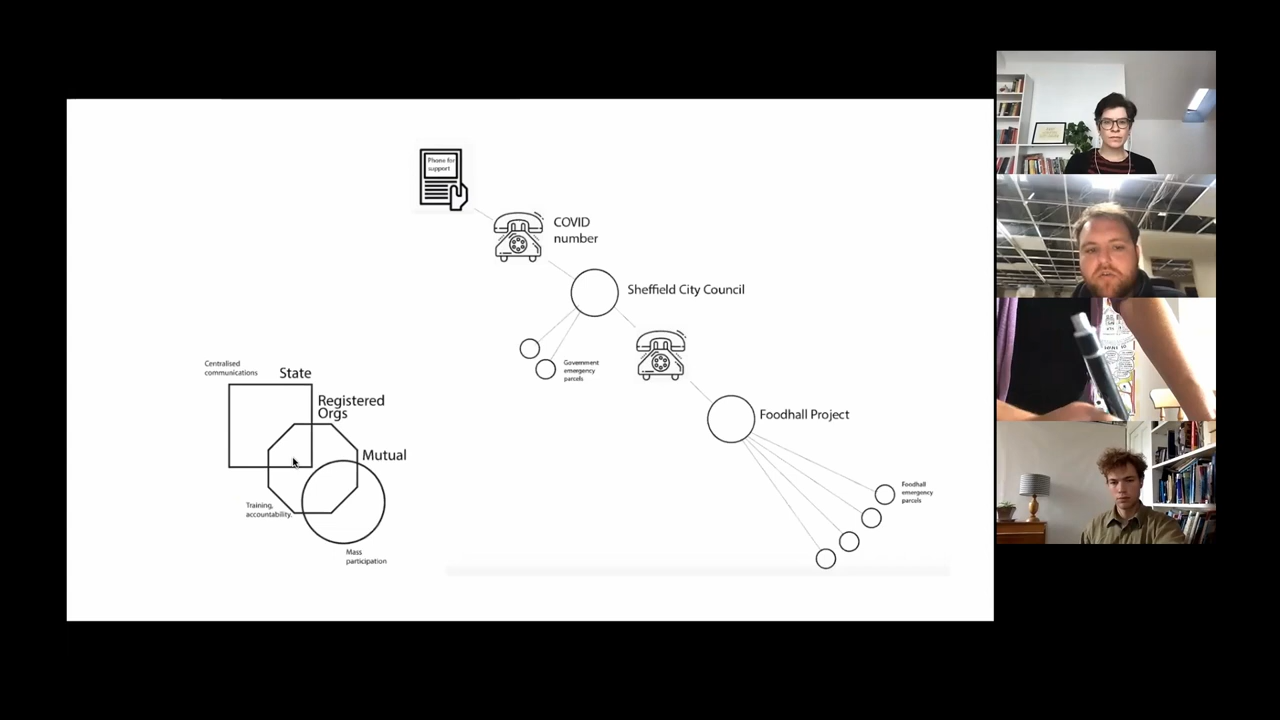 Phone for
support
COVID
number
Sheffield City Council
Government
emergency
parcels
Foodhall Project
Foodhall
emergency
parcels
Centralised
communications
State
Registered
Orgs
Mutual
Training,
accountability.
Mass
participation